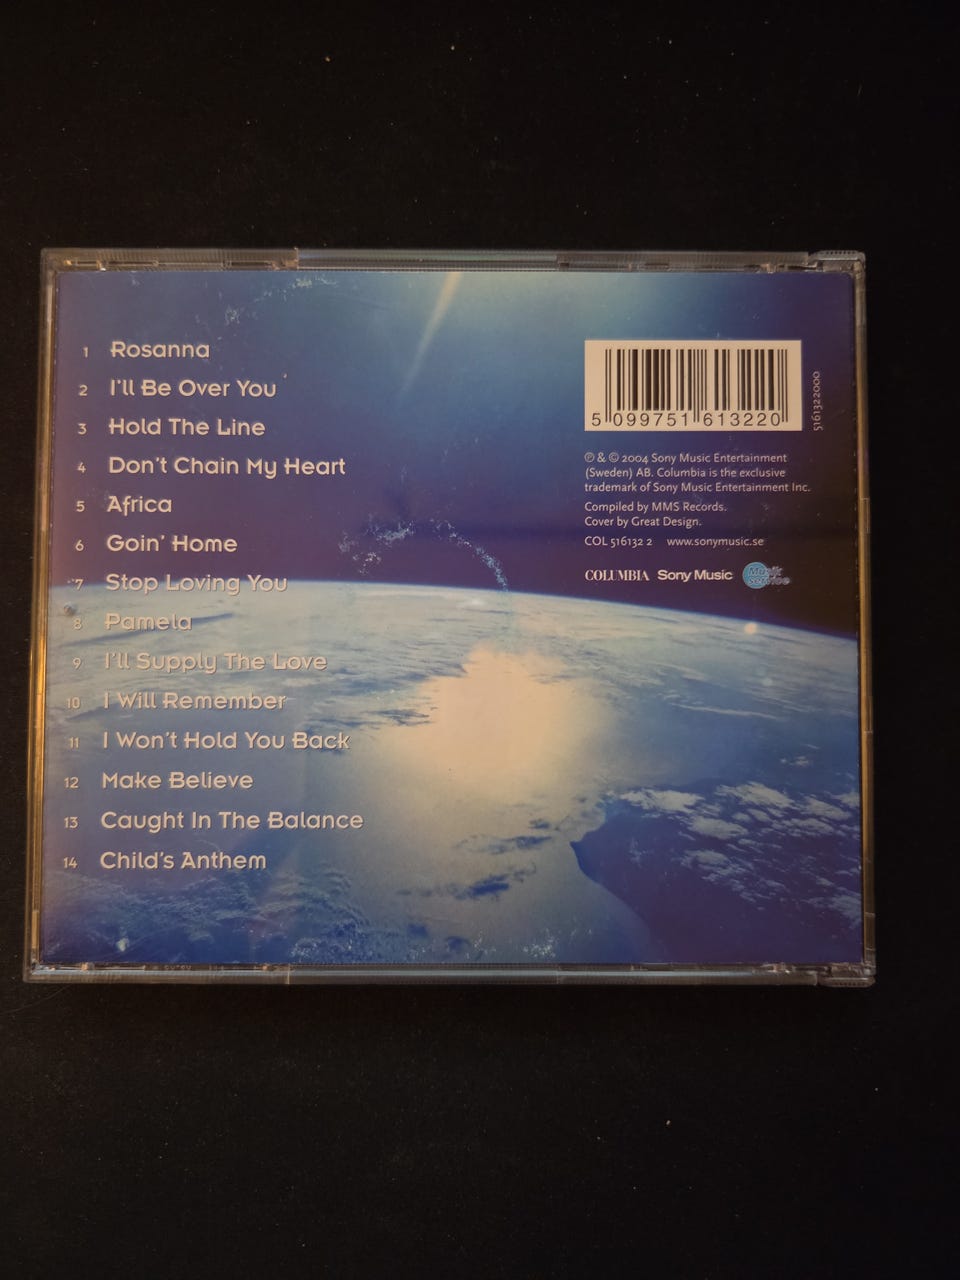 1 Rosanna
2 I'll Be Over You
3 Hold The Line
4 Don't Chain My Heart
5 Africa
6 Goin' Home
7 Stop Loving You
8 Pamela
9 I'll Supply The Love
10 I Will Remember
11 I Won't Hold You Back
12 Make Believe
13 Caught In The Balance
14 Child's Anthem
5 099751 613220
5161322000
℗ & © 2004 Sony Music Entertainment
(Sweden) AB. Columbia is the exclusive
trademark of Sony Music Entertainment Inc.
Compiled by MMS Records.
Cover by Great Design.
COL 516132 2 www.sonymusic.se
COLUMBIA Sony Music Musik service